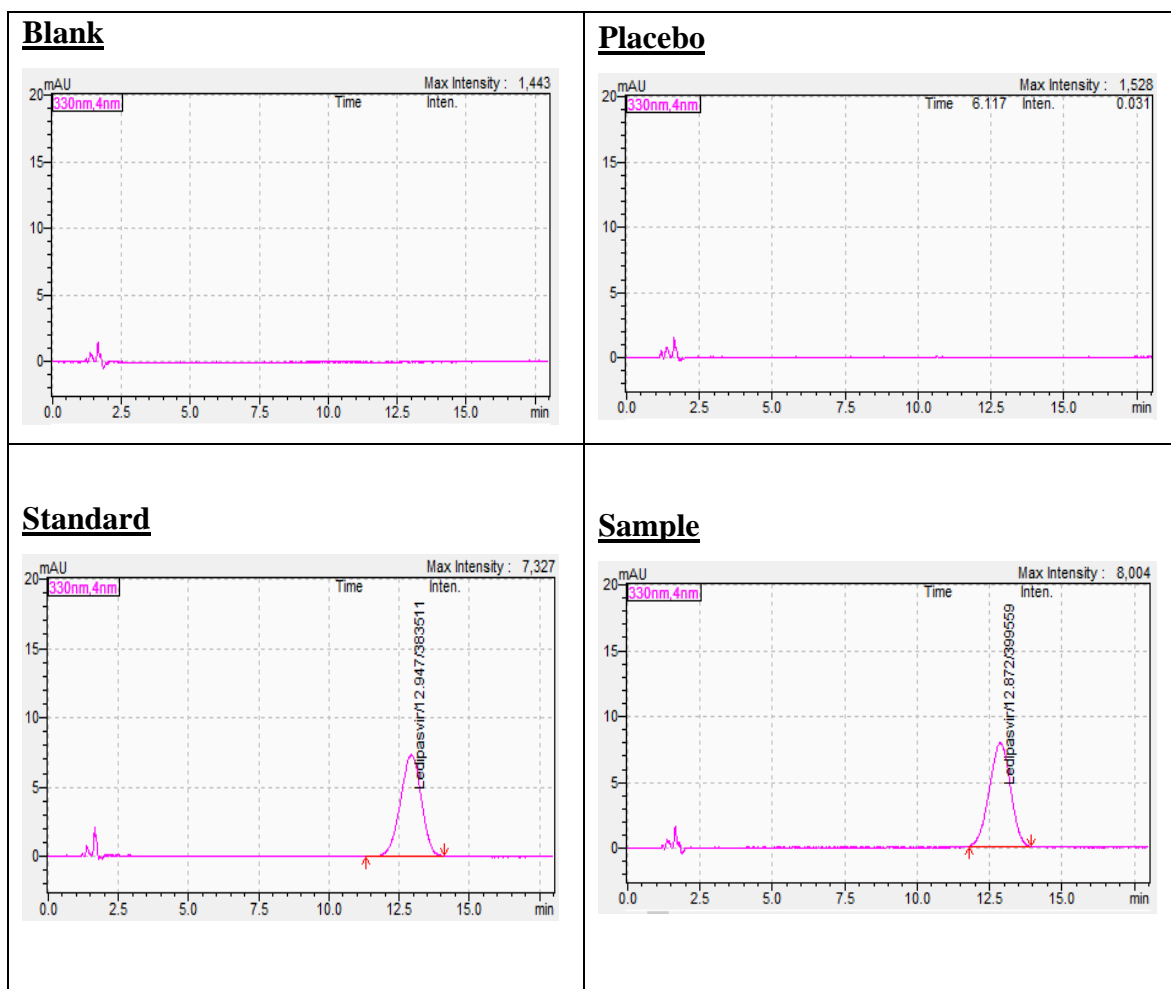 Blank
mAU
Max Intensity : 1,443
20
330nm,4nm
Time Inten.
15
10
5
0
0.0 2.5 5.0 7.5 10.0 12.5 15.0 min
Placebo
mAU
Max Intensity : 1,528
20
330nm,4nm
Time 6.117 Inten. 0.031
15
10
5
0
0.0 2.5 5.0 7.5 10.0 12.5 15.0 min
Standard
mAU
Max Intensity : 7,327
20
330nm,4nm
Time Inten.
Ledipasvir/12.947/383511
15
10
5
0
0.0 2.5 5.0 7.5 10.0 12.5 15.0 min
Sample
mAU
Max Intensity : 8,004
20
330nm,4nm
Time Inten.
Ledipasvir/12.872/399559
15
10
5
0
0.0 2.5 5.0 7.5 10.0 12.5 15.0 min